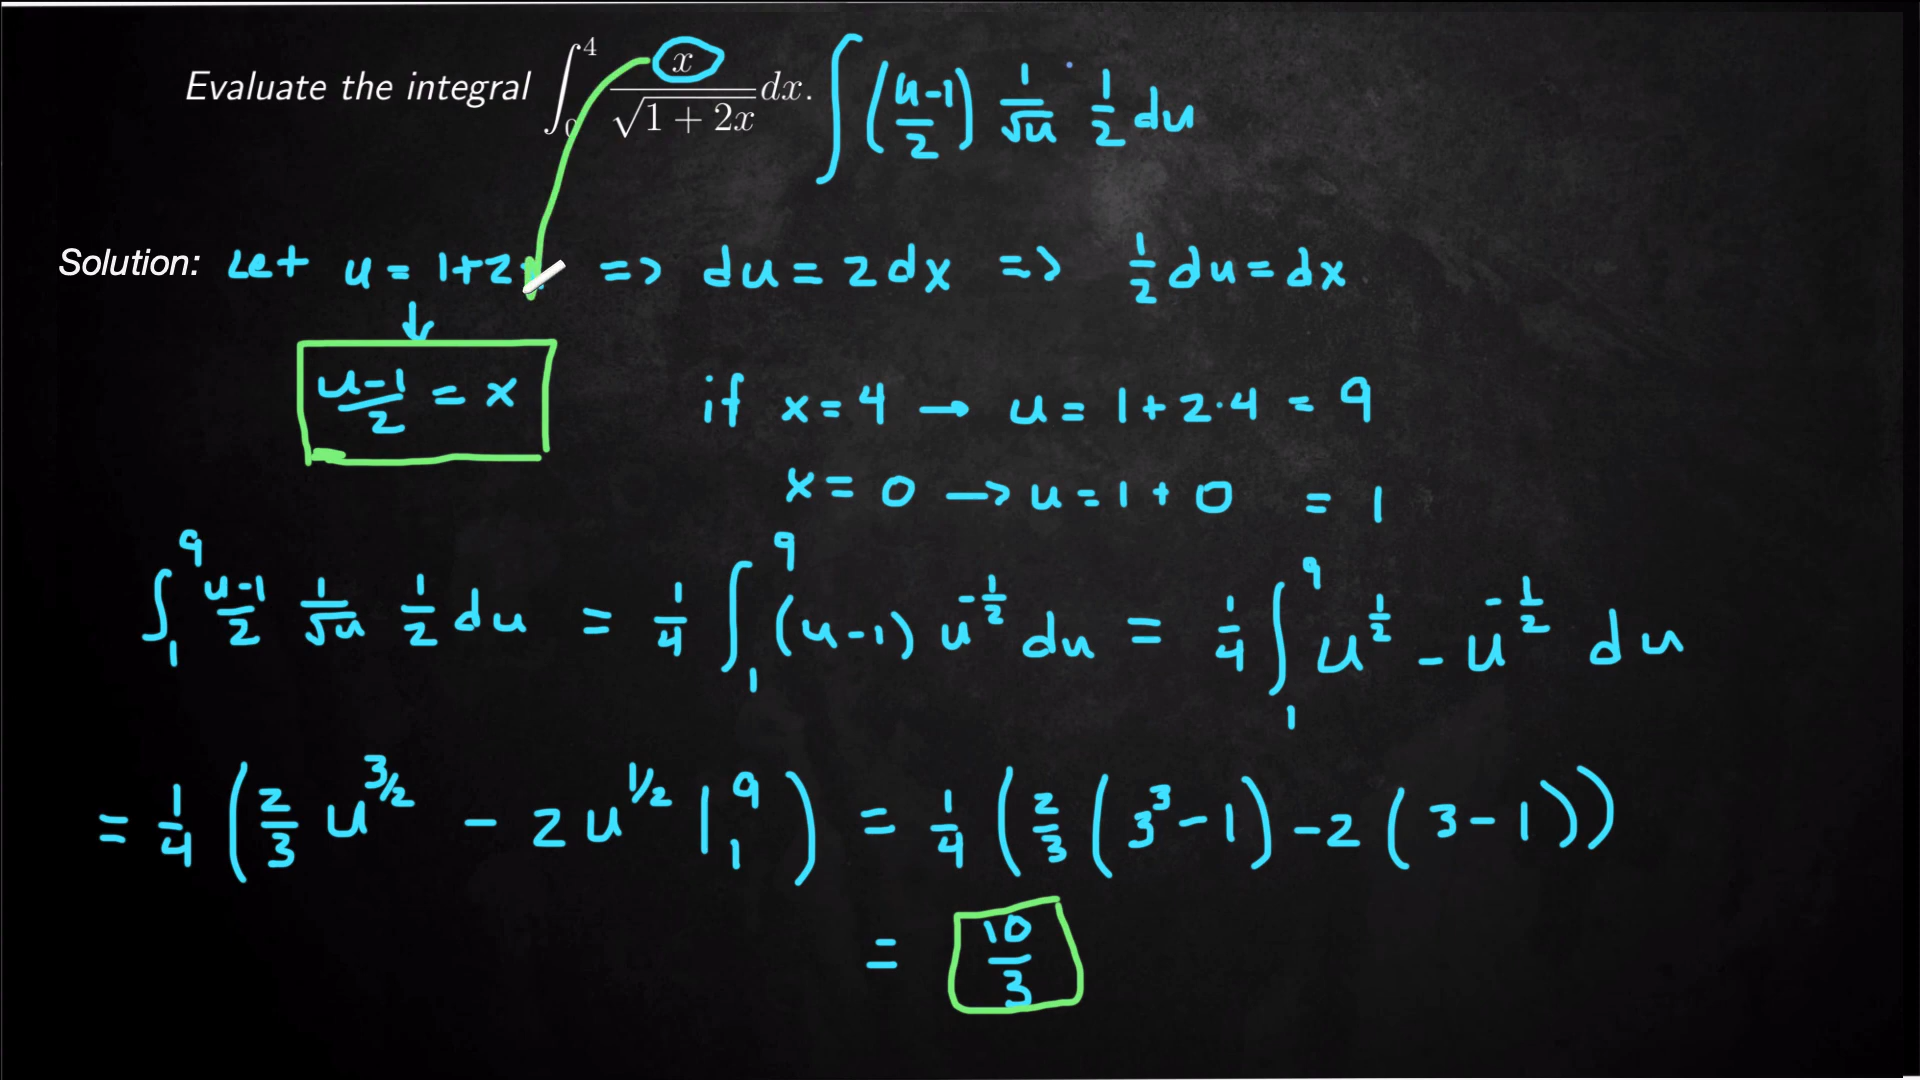 Evaluate the integral ∫₀⁴ x/√(1+2x) dx. ∫ ((u-1)/2) 1/√u 1/2 du
Solution: Let u = 1+2 => du = 2dx => 1/2 du = dx
↓
(u-1)/2 = x
if x = 4 → u = 1+2·4 = 9
x = 0 → u = 1 + 0 = 1
∫₁⁹ (u-1)/2 1/√u 1/2 du = 1/4 ∫₁⁹ (u-1) u^(-1/2) du = 1/4 ∫₁⁹ u^(1/2) - u^(-1/2) du
= 1/4 (2/3 u^(3/2) - 2u^(1/2) |₁⁹) = 1/4 (2/3 (3³-1) -2 (3-1))
= 10/3